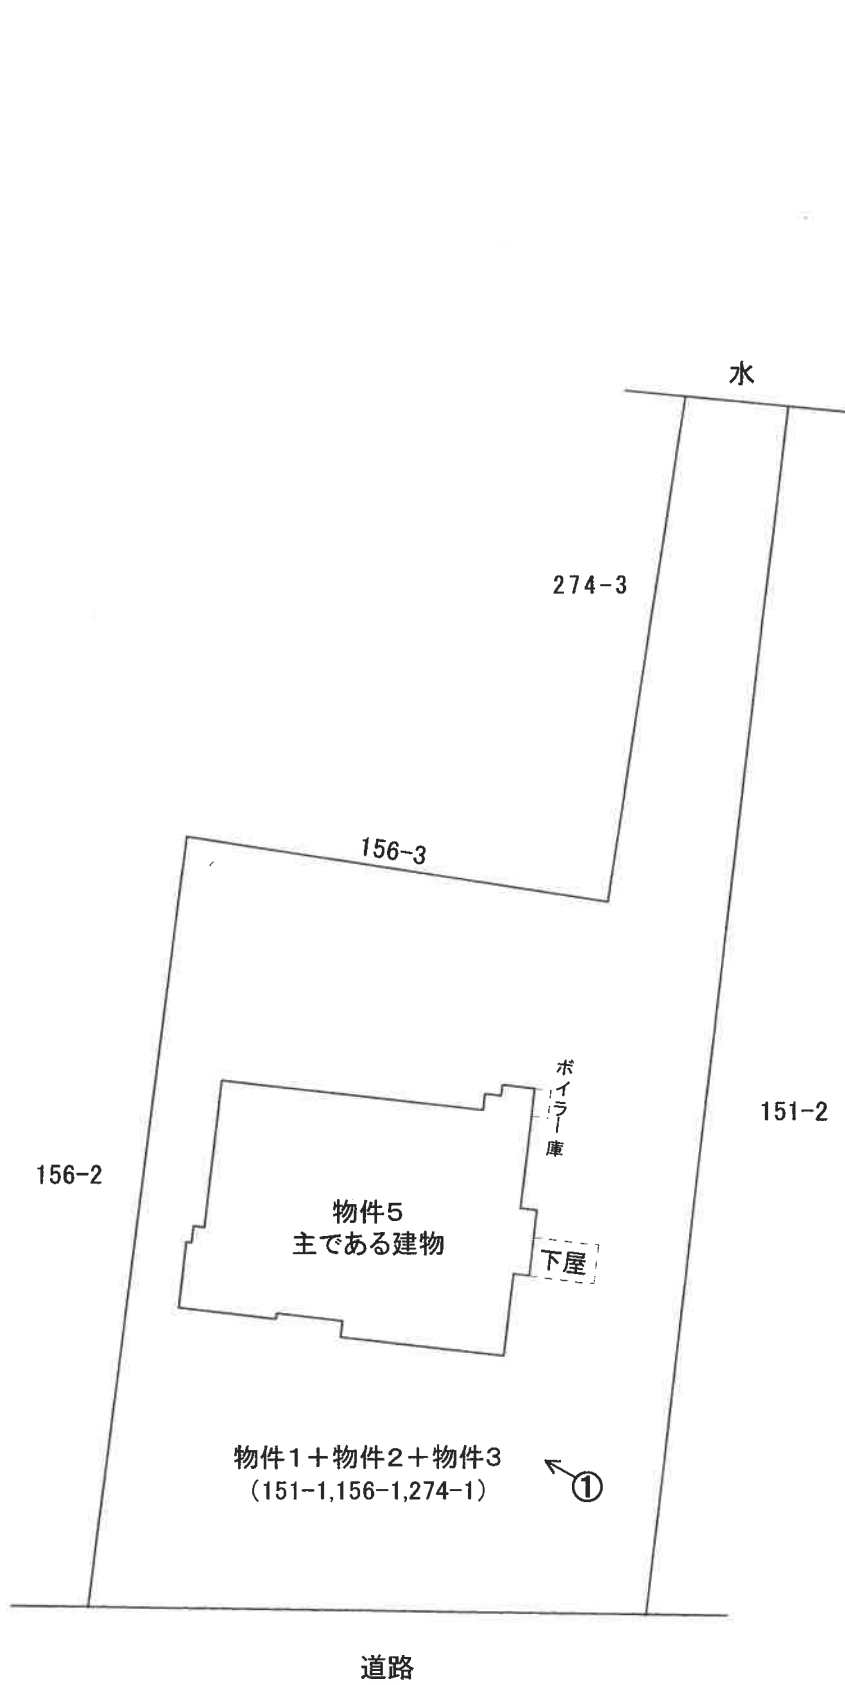 水
274-3
156-3
ボイラー庫
151-2
156-2
物件5
主である建物
下屋
物件1+物件2+物件3
(151-1,156-1,274-1)
①
道路